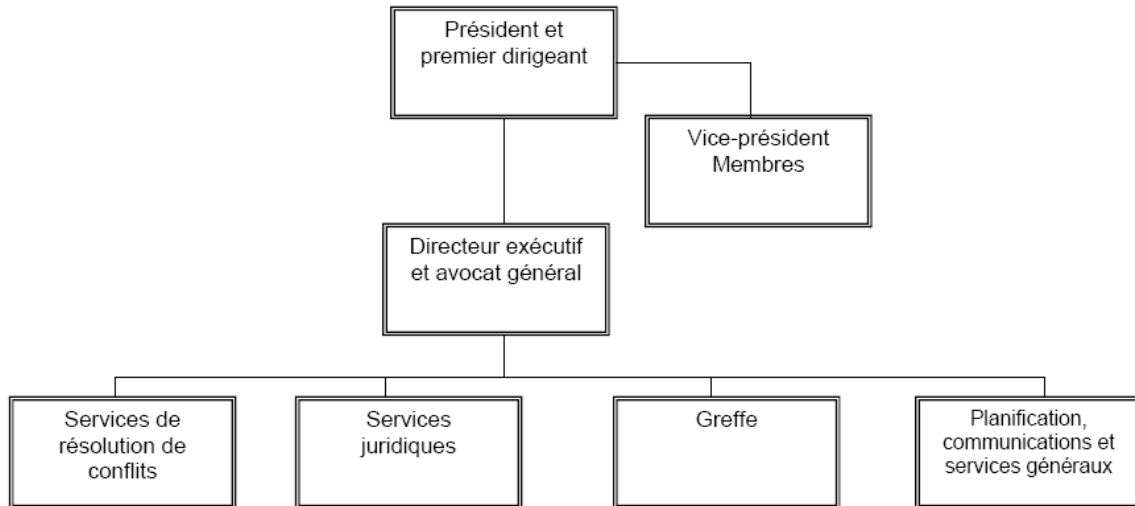 Président et
premier dirigeant
Vice-président
Membres
Directeur exécutif
et avocat général
Services de
résolution de
conflits
Services
juridiques
Greffe
Planification,
communications et
services généraux